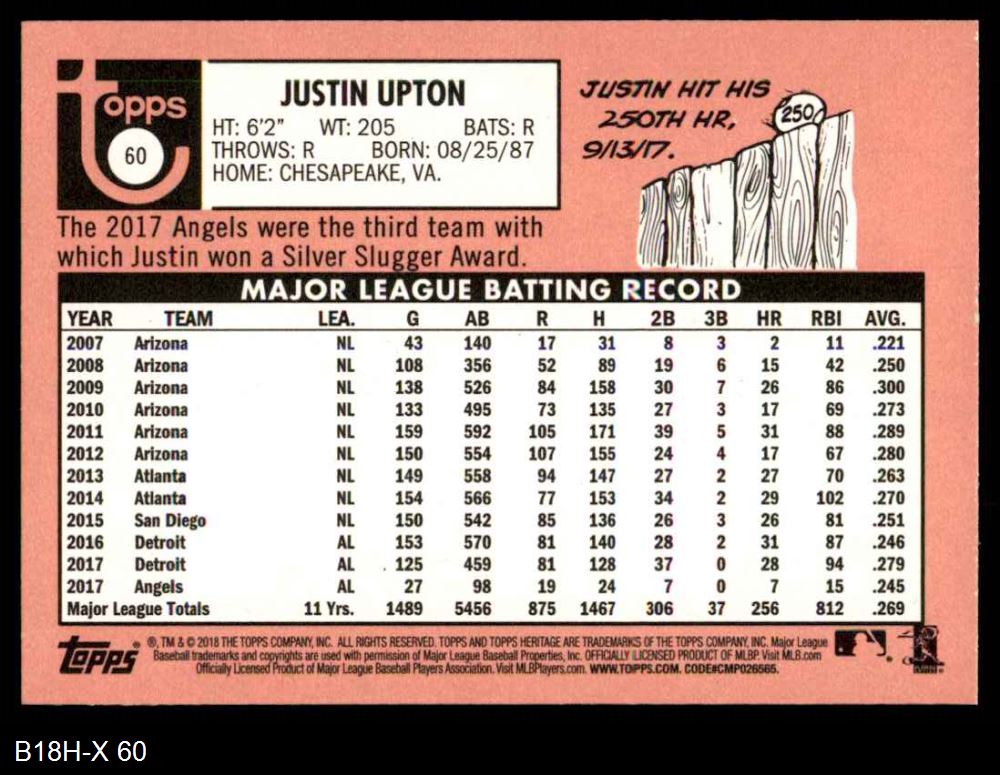 Topps
60
JUSTIN UPTON
HT: 6'2" WT: 205 BATS: R
THROWS: R BORN: 08/25/87
HOME: CHESAPEAKE, VA.
JUSTIN HIT HIS
250TH HR,
9/13/17.
250
The 2017 Angels were the third team with
which Justin won a Silver Slugger Award.
MAJOR LEAGUE BATTING RECORD
YEAR TEAM LEA. G AB R H 2B 3B HR RBI AVG.
2007 Arizona NL 43 140 17 31 8 3 2 11 .221
2008 Arizona NL 108 356 52 89 19 6 15 42 .250
2009 Arizona NL 138 526 84 158 30 7 26 86 .300
2010 Arizona NL 133 495 73 135 27 3 17 69 .273
2011 Arizona NL 159 592 105 171 39 5 31 88 .289
2012 Arizona NL 150 554 107 155 24 4 17 67 .280
2013 Atlanta NL 149 558 94 147 27 2 27 70 .263
2014 Atlanta NL 154 566 77 153 34 2 29 102 .270
2015 San Diego NL 150 542 85 136 26 3 26 81 .251
2016 Detroit AL 153 570 81 140 28 2 31 87 .246
2017 Detroit AL 125 459 81 128 37 0 28 94 .279
2017 Angels AL 27 98 19 24 7 0 7 15 .245
Major League Totals 11 Yrs. 1489 5456 875 1467 306 37 256 812 .269
Topps ®, TM & © 2018 THE TOPPS COMPANY, INC. ALL RIGHTS RESERVED. TOPPS AND TOPPS HERITAGE ARE TRADEMARKS OF THE TOPPS COMPANY, INC. Major League
Baseball trademarks and copyrights are used with permission of Major League Baseball Properties, Inc. OFFICIALLY LICENSED PRODUCT OF MLBP. Visit MLB.com
Officially Licensed Product of Major League Baseball Players Association. Visit MLBPlayers.com. WWW.TOPPS.COM. CODE#CMP026565.
B18H-X 60